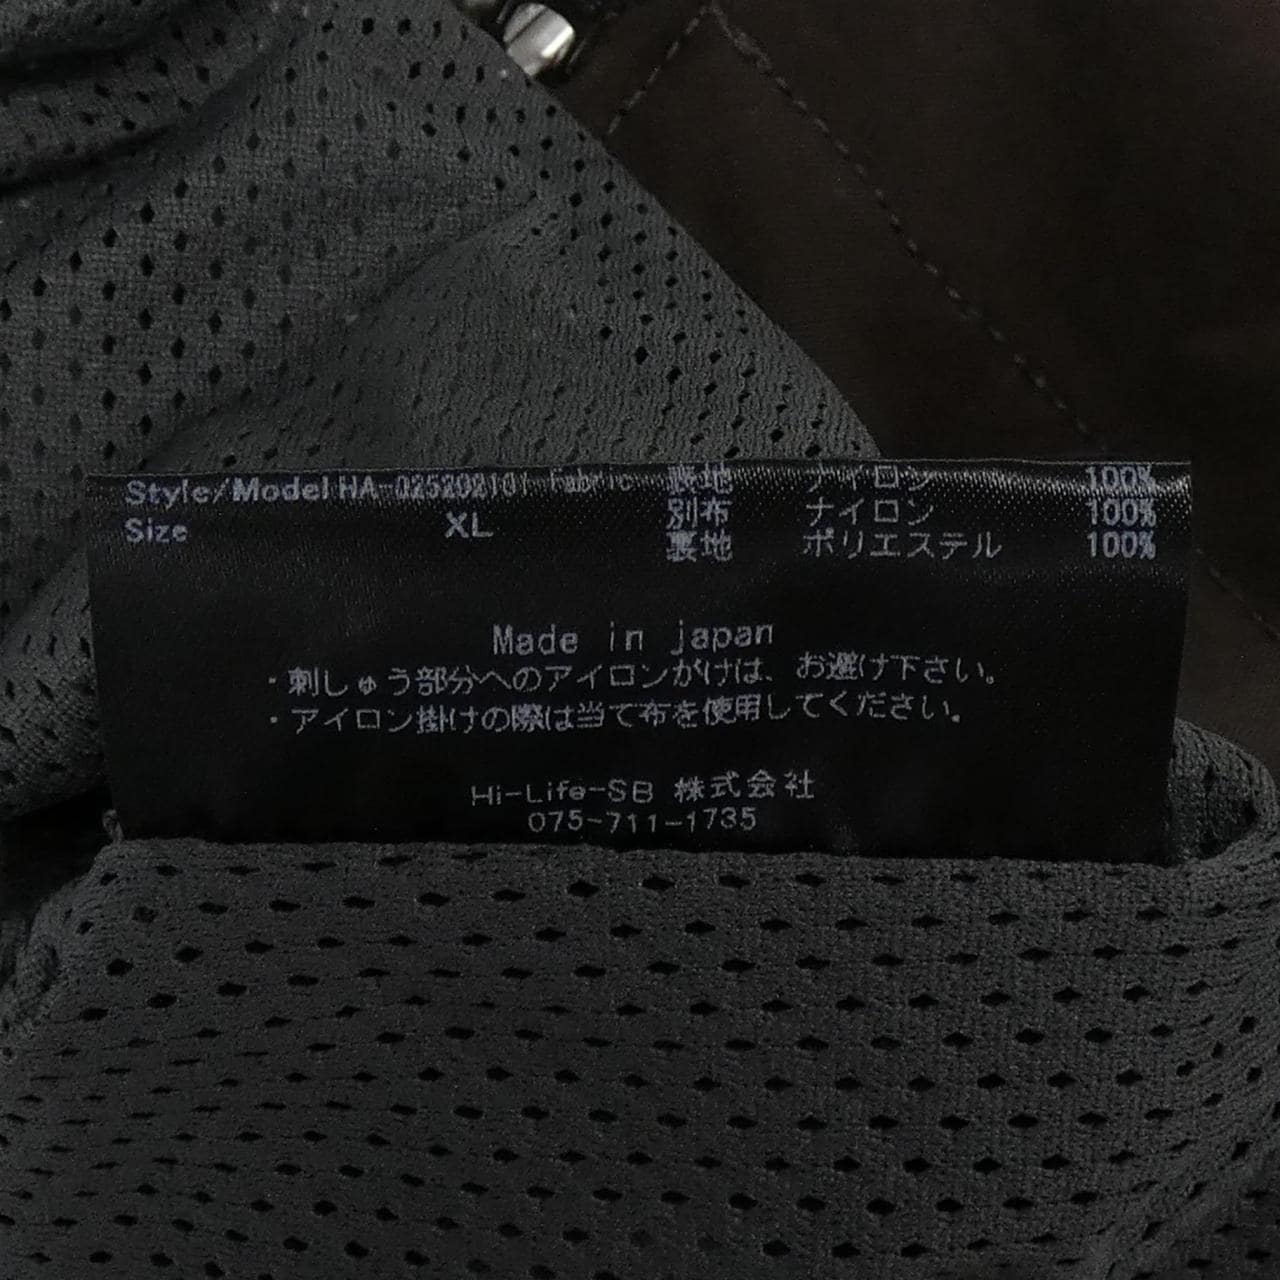 Style/Model HA-025202101 Fabric 表地 ナイロン 100%
Size XL 別布 ナイロン 100%
裏地 ポリエステル 100%
Made in japan
・刺しゅう部分へのアイロンがけは、お避け下さい。
・アイロン掛けの際は当て布を使用してください。
Hi-Life-SB 株式会社
075-711-1735